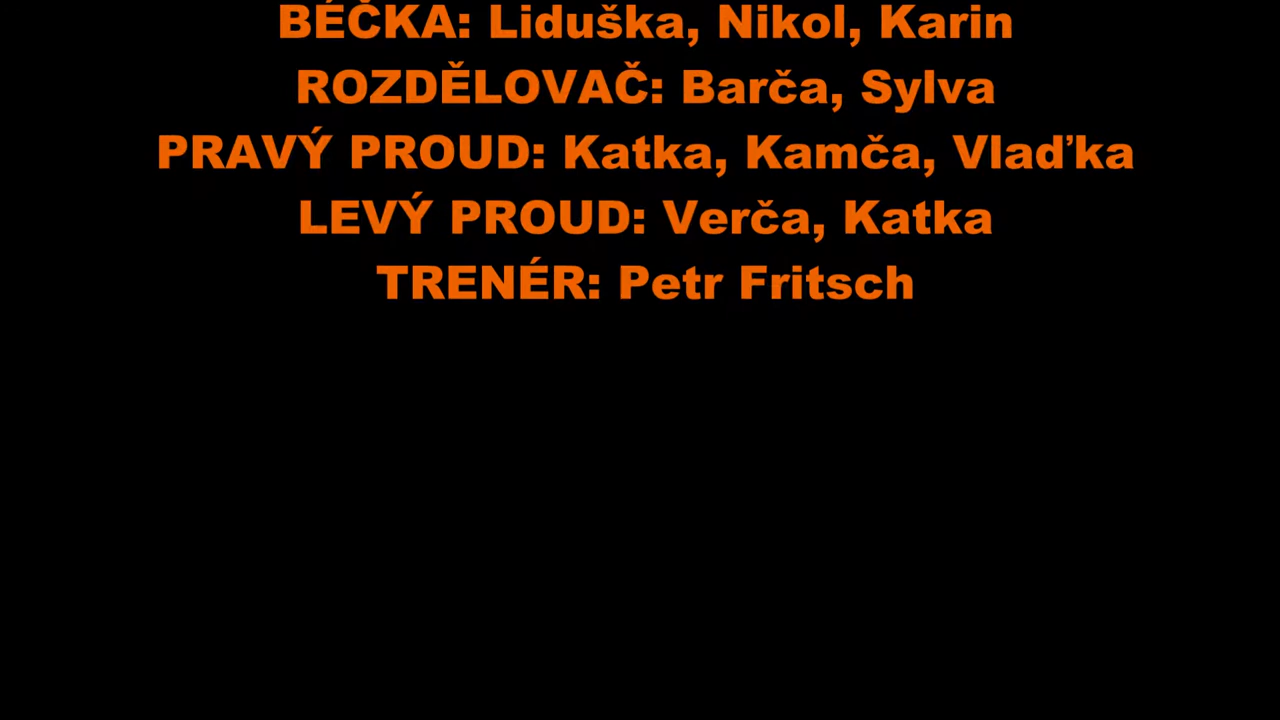 BÉČKA: Liduška, Nikol, Karin
ROZDĚLOVAČ: Barča, Sylva
PRAVÝ PROUD: Katka, Kamča, Vlaďka
LEVÝ PROUD: Verča, Katka
TRENÉR: Petr Fritsch